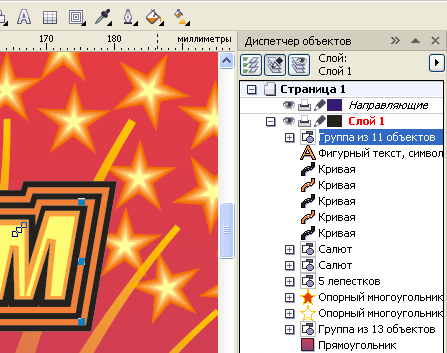 170
180
миллиметры
Диспетчер объектов
Слой:
Слой 1
Страница 1
Направляющие
Слой 1
Группа из 11 объектов
Фигурный текст, символ
Кривая
Кривая
Кривая
Кривая
Кривая
Салют
Салют
5 лепестков
Опорный многоугольник
Опорный многоугольник
Группа из 13 объектов
Прямоугольник
М